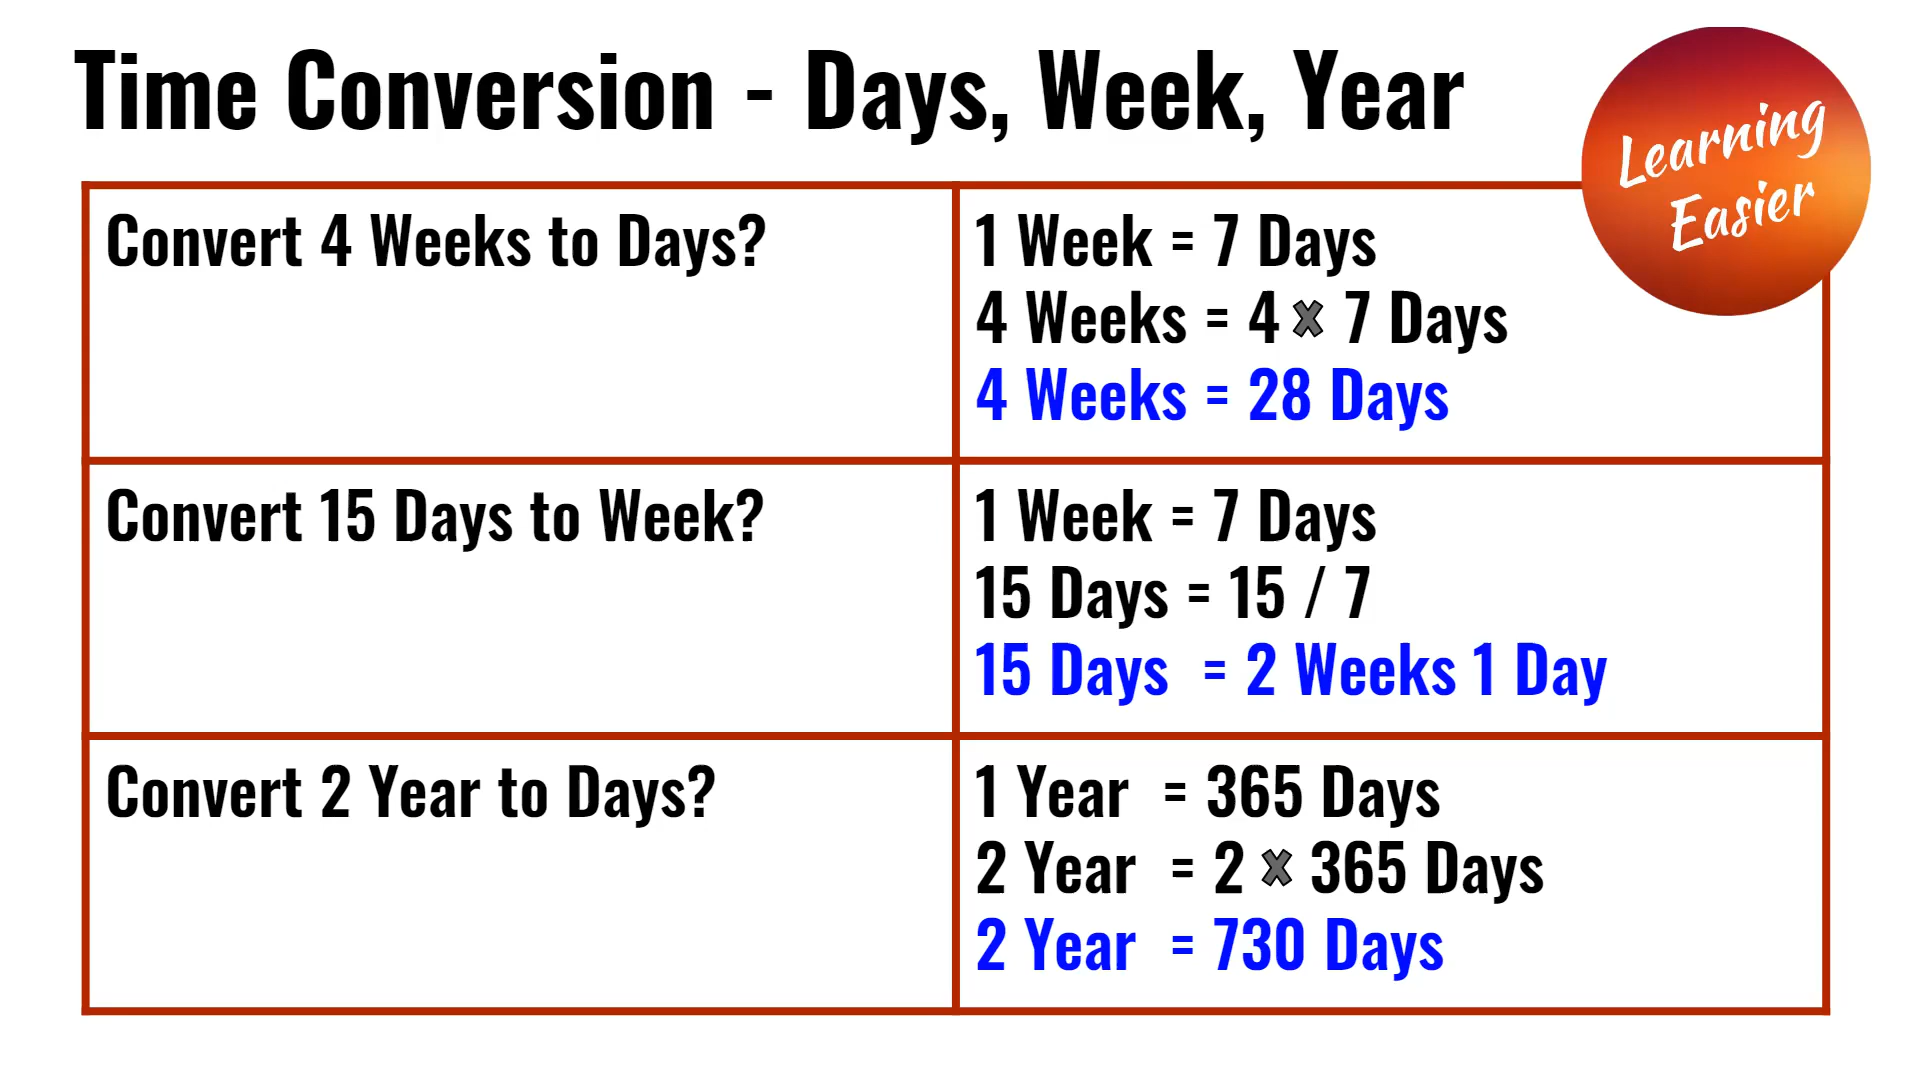 Time Conversion - Days, Week, Year
Learning
Easier
Convert 4 Weeks to Days?
1 Week = 7 Days
4 Weeks = 4 × 7 Days
4 Weeks = 28 Days
Convert 15 Days to Week?
1 Week = 7 Days
15 Days = 15 / 7
15 Days = 2 Weeks 1 Day
Convert 2 Year to Days?
1 Year = 365 Days
2 Year = 2 × 365 Days
2 Year = 730 Days